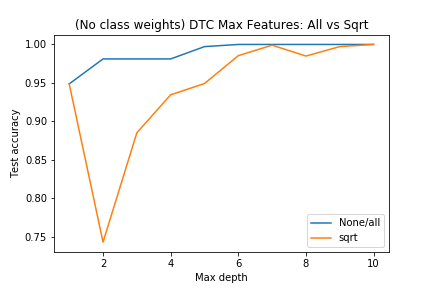 (No class weights) DTC Max Features: All vs Sqrt
1.00
0.95
0.90
0.85
0.80
0.75
Test accuracy
None/all
sqrt
2 4 6 8 10
Max depth